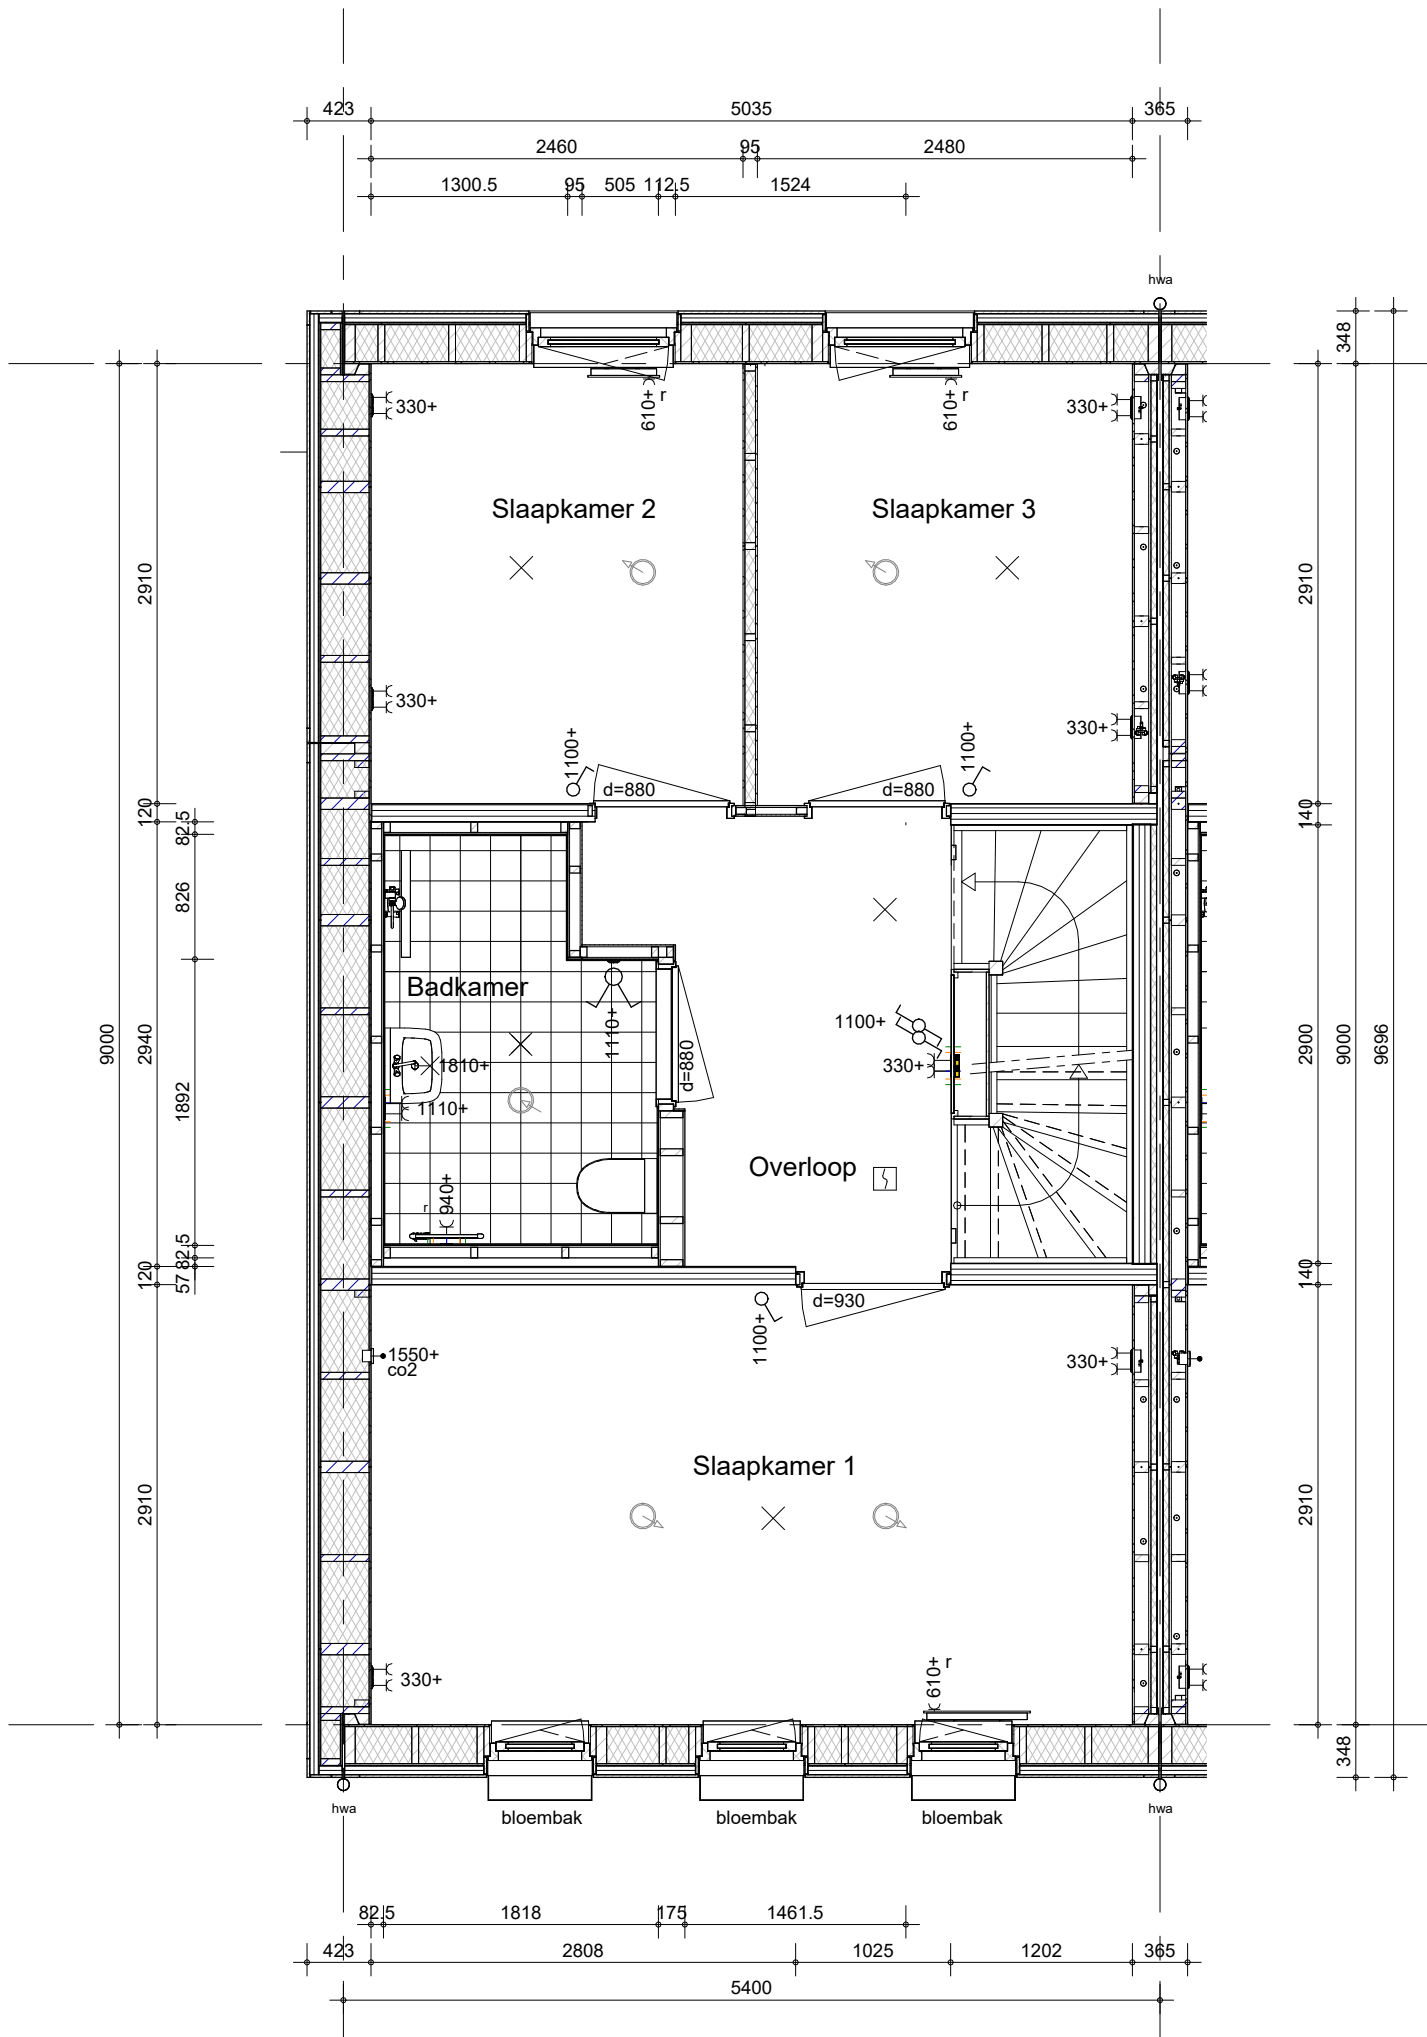 423 5035 365
2460 95 2480
1300.5 95 505 112.5 1524
hwa
348
330+ 610+ r 610+ r 330+
Slaapkamer 2 Slaapkamer 3
2910 2910
9000 9000 9696
330+ 330+
1100+ 1100+
d=880 d=880
120 140
82.5
826
Badkamer
1110+ 1100+
2940 2900
1810+ d=880 330+
1892
1110+
Overloop
r 940+
82.5
57
120 140
d=930
1100+
1550+ 330+
co2
Slaapkamer 1
2910 2910
330+ 610+ r
348
hwa hwa
bloembak bloembak bloembak
82.5 1818 175 1461.5
423 2808 1025 1202 365
5400